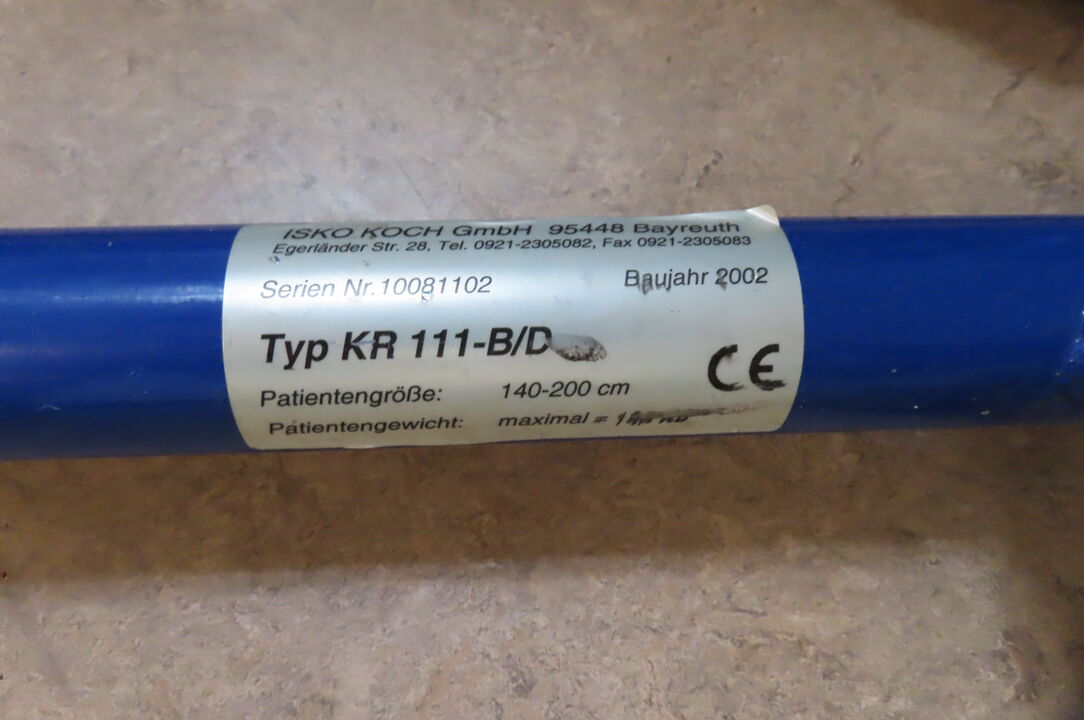 ISKO KOCH GmbH 95448 Bayreuth
Egerländer Str. 28, Tel. 0921-2305082, Fax 0921-2305083
Serien Nr.10081102 Baujahr 2002
Typ KR 111-B/D
CE
Patientengröße: 140-200 cm
Patientengewicht: maximal =